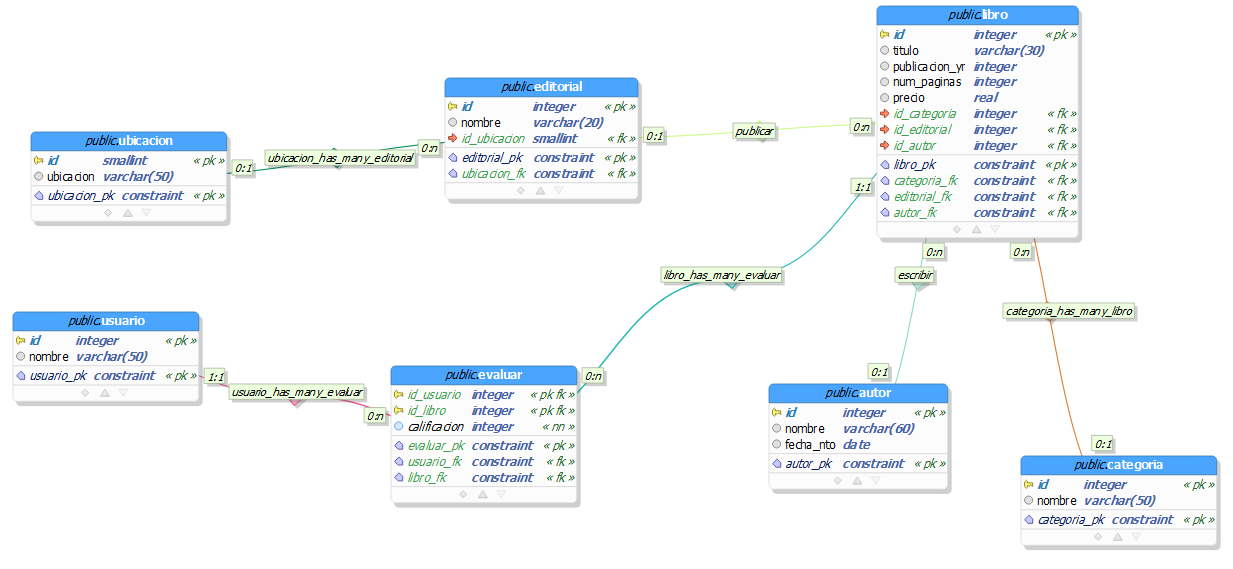 public.libro
id integer « pk »
titulo varchar(30)
publicacion_yr integer
num_paginas integer
precio real
id_categoria integer « fk »
id_editorial integer « fk »
id_autor integer « fk »
libro_pk constraint « pk »
categoria_fk constraint « fk »
editorial_fk constraint « fk »
autor_fk constraint « fk »
public.editorial
id integer « pk »
nombre varchar(20)
id_ubicacion smallint « fk »
editorial_pk constraint « pk »
ubicacion_fk constraint « fk »
0:1
publicar
0:n
public.ubicacion
id smallint « pk »
ubicacion varchar(50)
ubicacion_pk constraint « pk »
0:1
ubicacion_has_many_editorial
0:n
1:1
libro_has_many_evaluar
0:n
0:n
escribir
0:1
0:n
categoria_has_many_libro
0:1
public.usuario
id integer « pk »
nombre varchar(50)
usuario_pk constraint « pk »
1:1
usuario_has_many_evaluar
0:n
public.evaluar
id_usuario integer « pk fk »
id_libro integer « pk fk »
calificacion integer « nn »
evaluar_pk constraint « pk »
usuario_fk constraint « fk »
libro_fk constraint « fk »
public.autor
id integer « pk »
nombre varchar(60)
fecha_nto date
autor_pk constraint « pk »
public.categoria
id integer « pk »
nombre varchar(50)
categoria_pk constraint « pk »